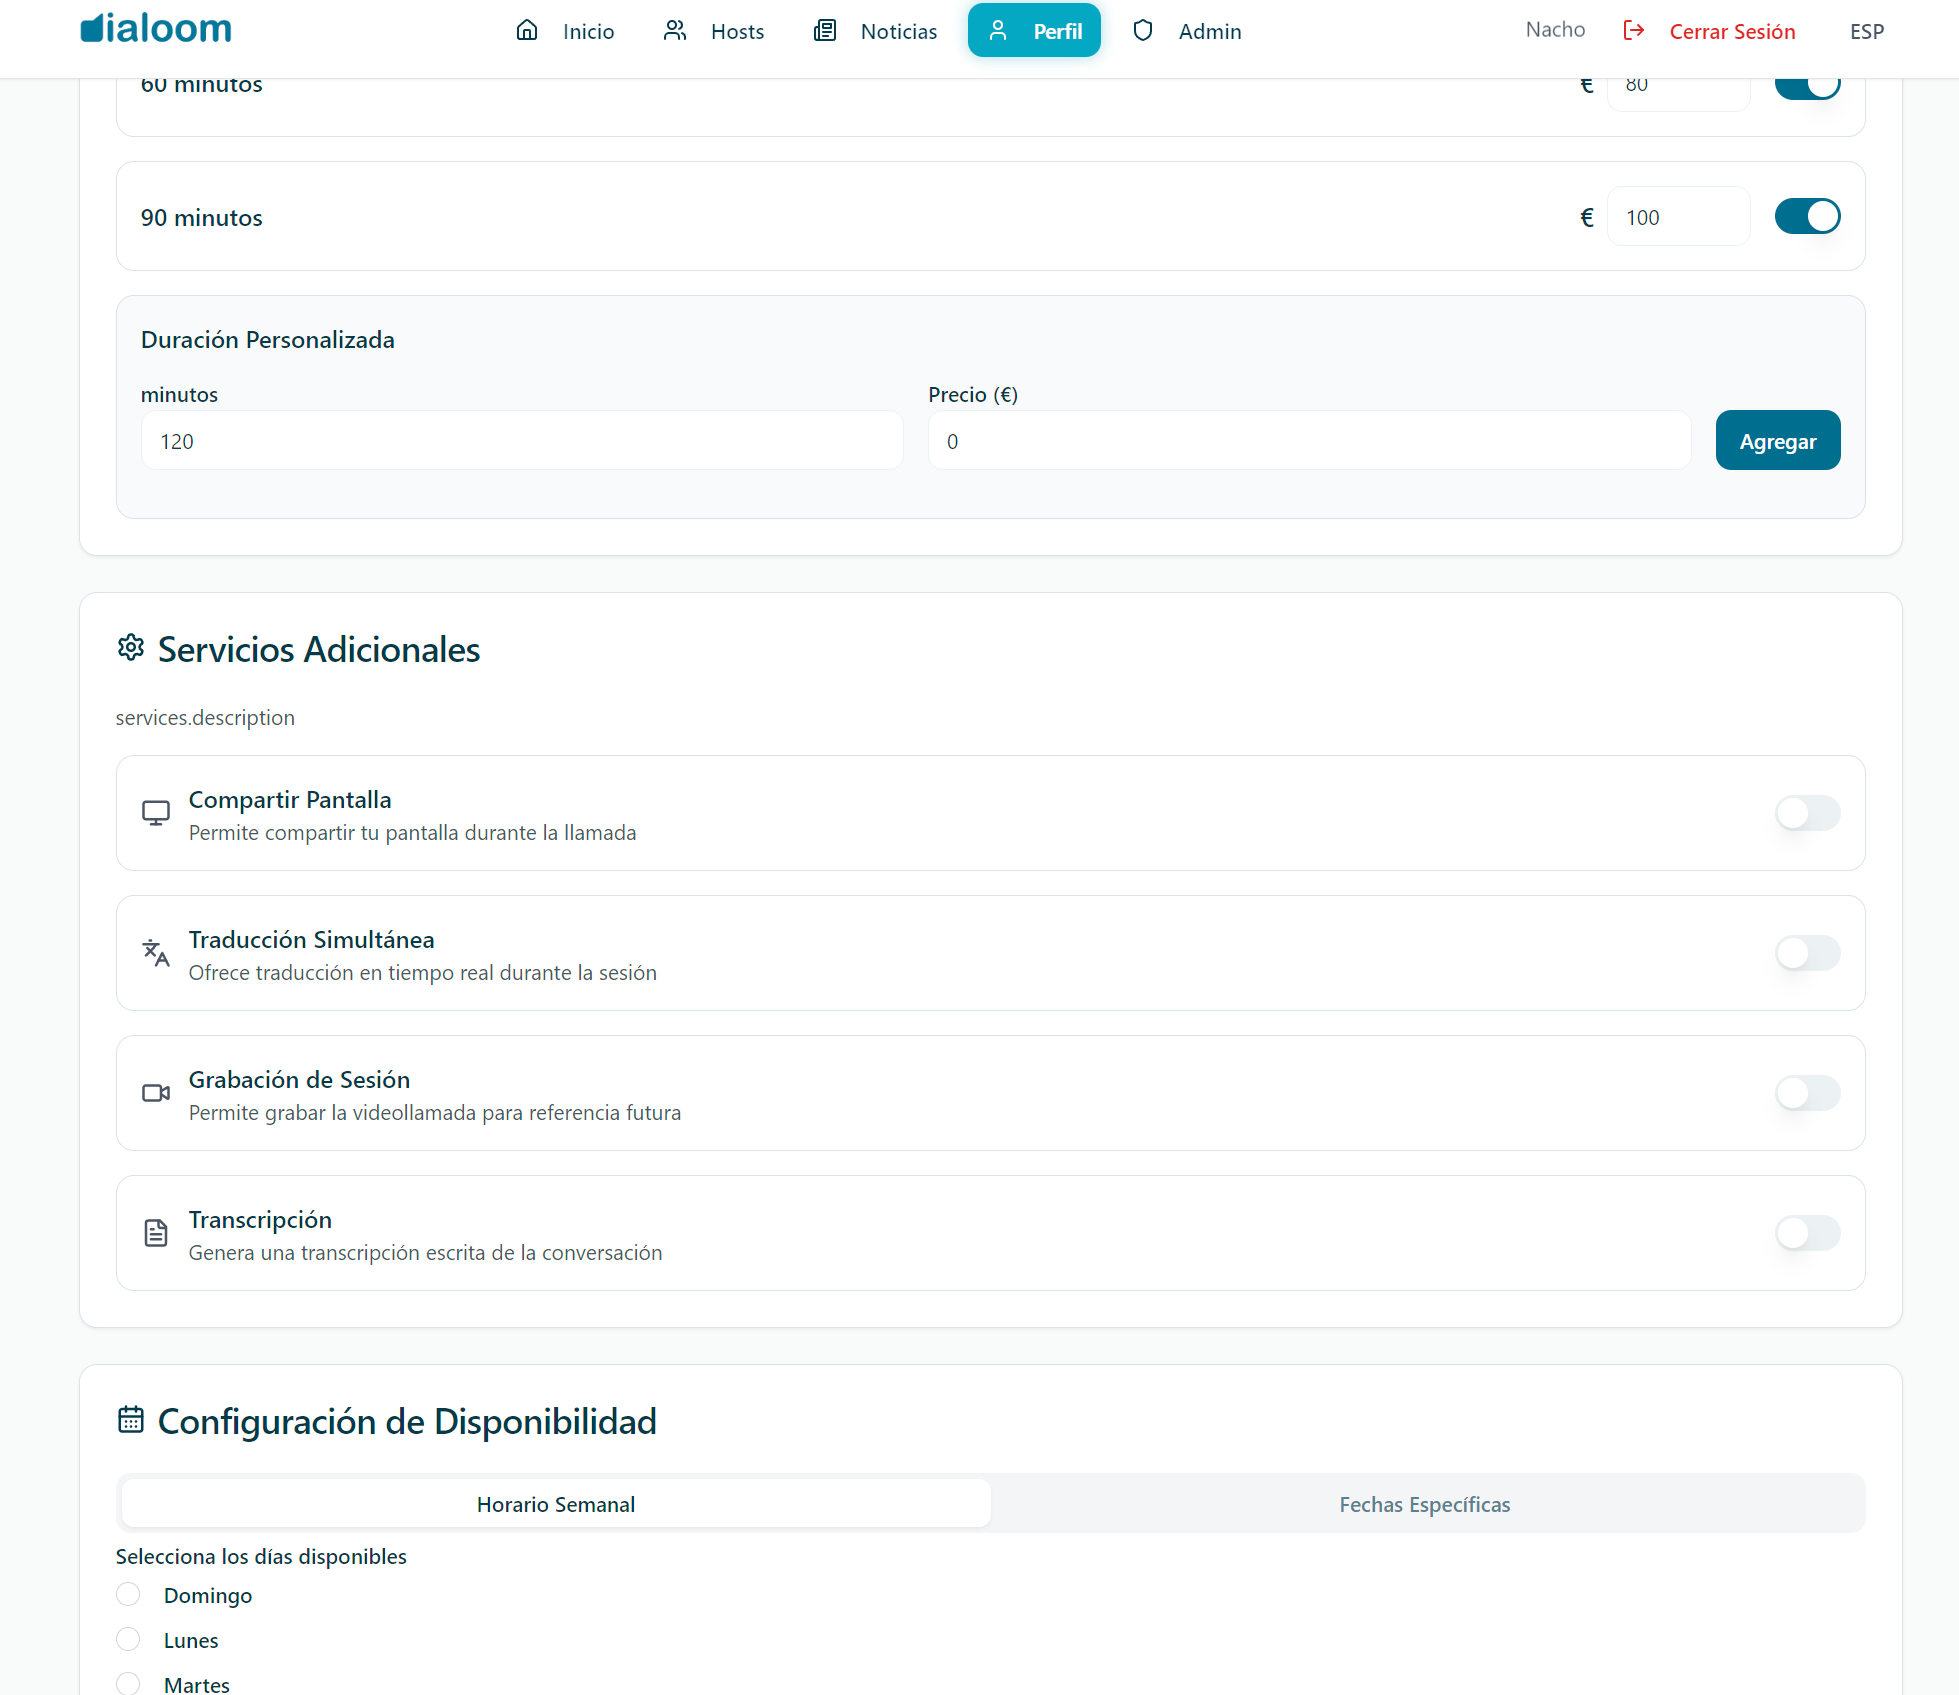 dialoom
Inicio
Hosts
Noticias
Perfil
Admin
Nacho
Cerrar Sesión
ESP
60 minutos
€ 80
90 minutos
€ 100
Duración Personalizada
minutos
Precio (€)
120
0
Agregar
Servicios Adicionales
services.description
Compartir Pantalla
Permite compartir tu pantalla durante la llamada
Traducción Simultánea
Ofrece traducción en tiempo real durante la sesión
Grabación de Sesión
Permite grabar la videollamada para referencia futura
Transcripción
Genera una transcripción escrita de la conversación
Configuración de Disponibilidad
Horario Semanal
Fechas Específicas
Selecciona los días disponibles
Domingo
Lunes
Martes